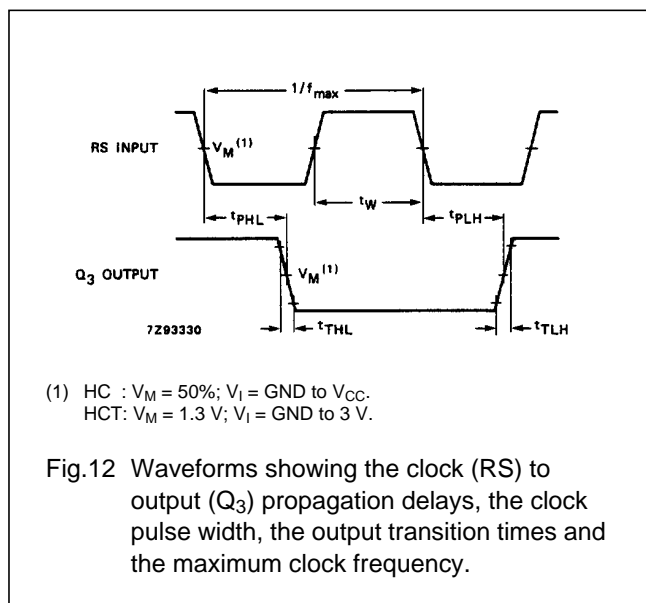 1/fmax
RS INPUT
VM(1)
tW
tPHL
tPLH
Q3 OUTPUT
VM(1)
7Z93330
tTHL
tTLH
(1) HC : VM = 50%; VI = GND to VCC.
HCT: VM = 1.3 V; VI = GND to 3 V.
Fig.12 Waveforms showing the clock (RS) to
output (Q3) propagation delays, the clock
pulse width, the output transition times and
the maximum clock frequency.